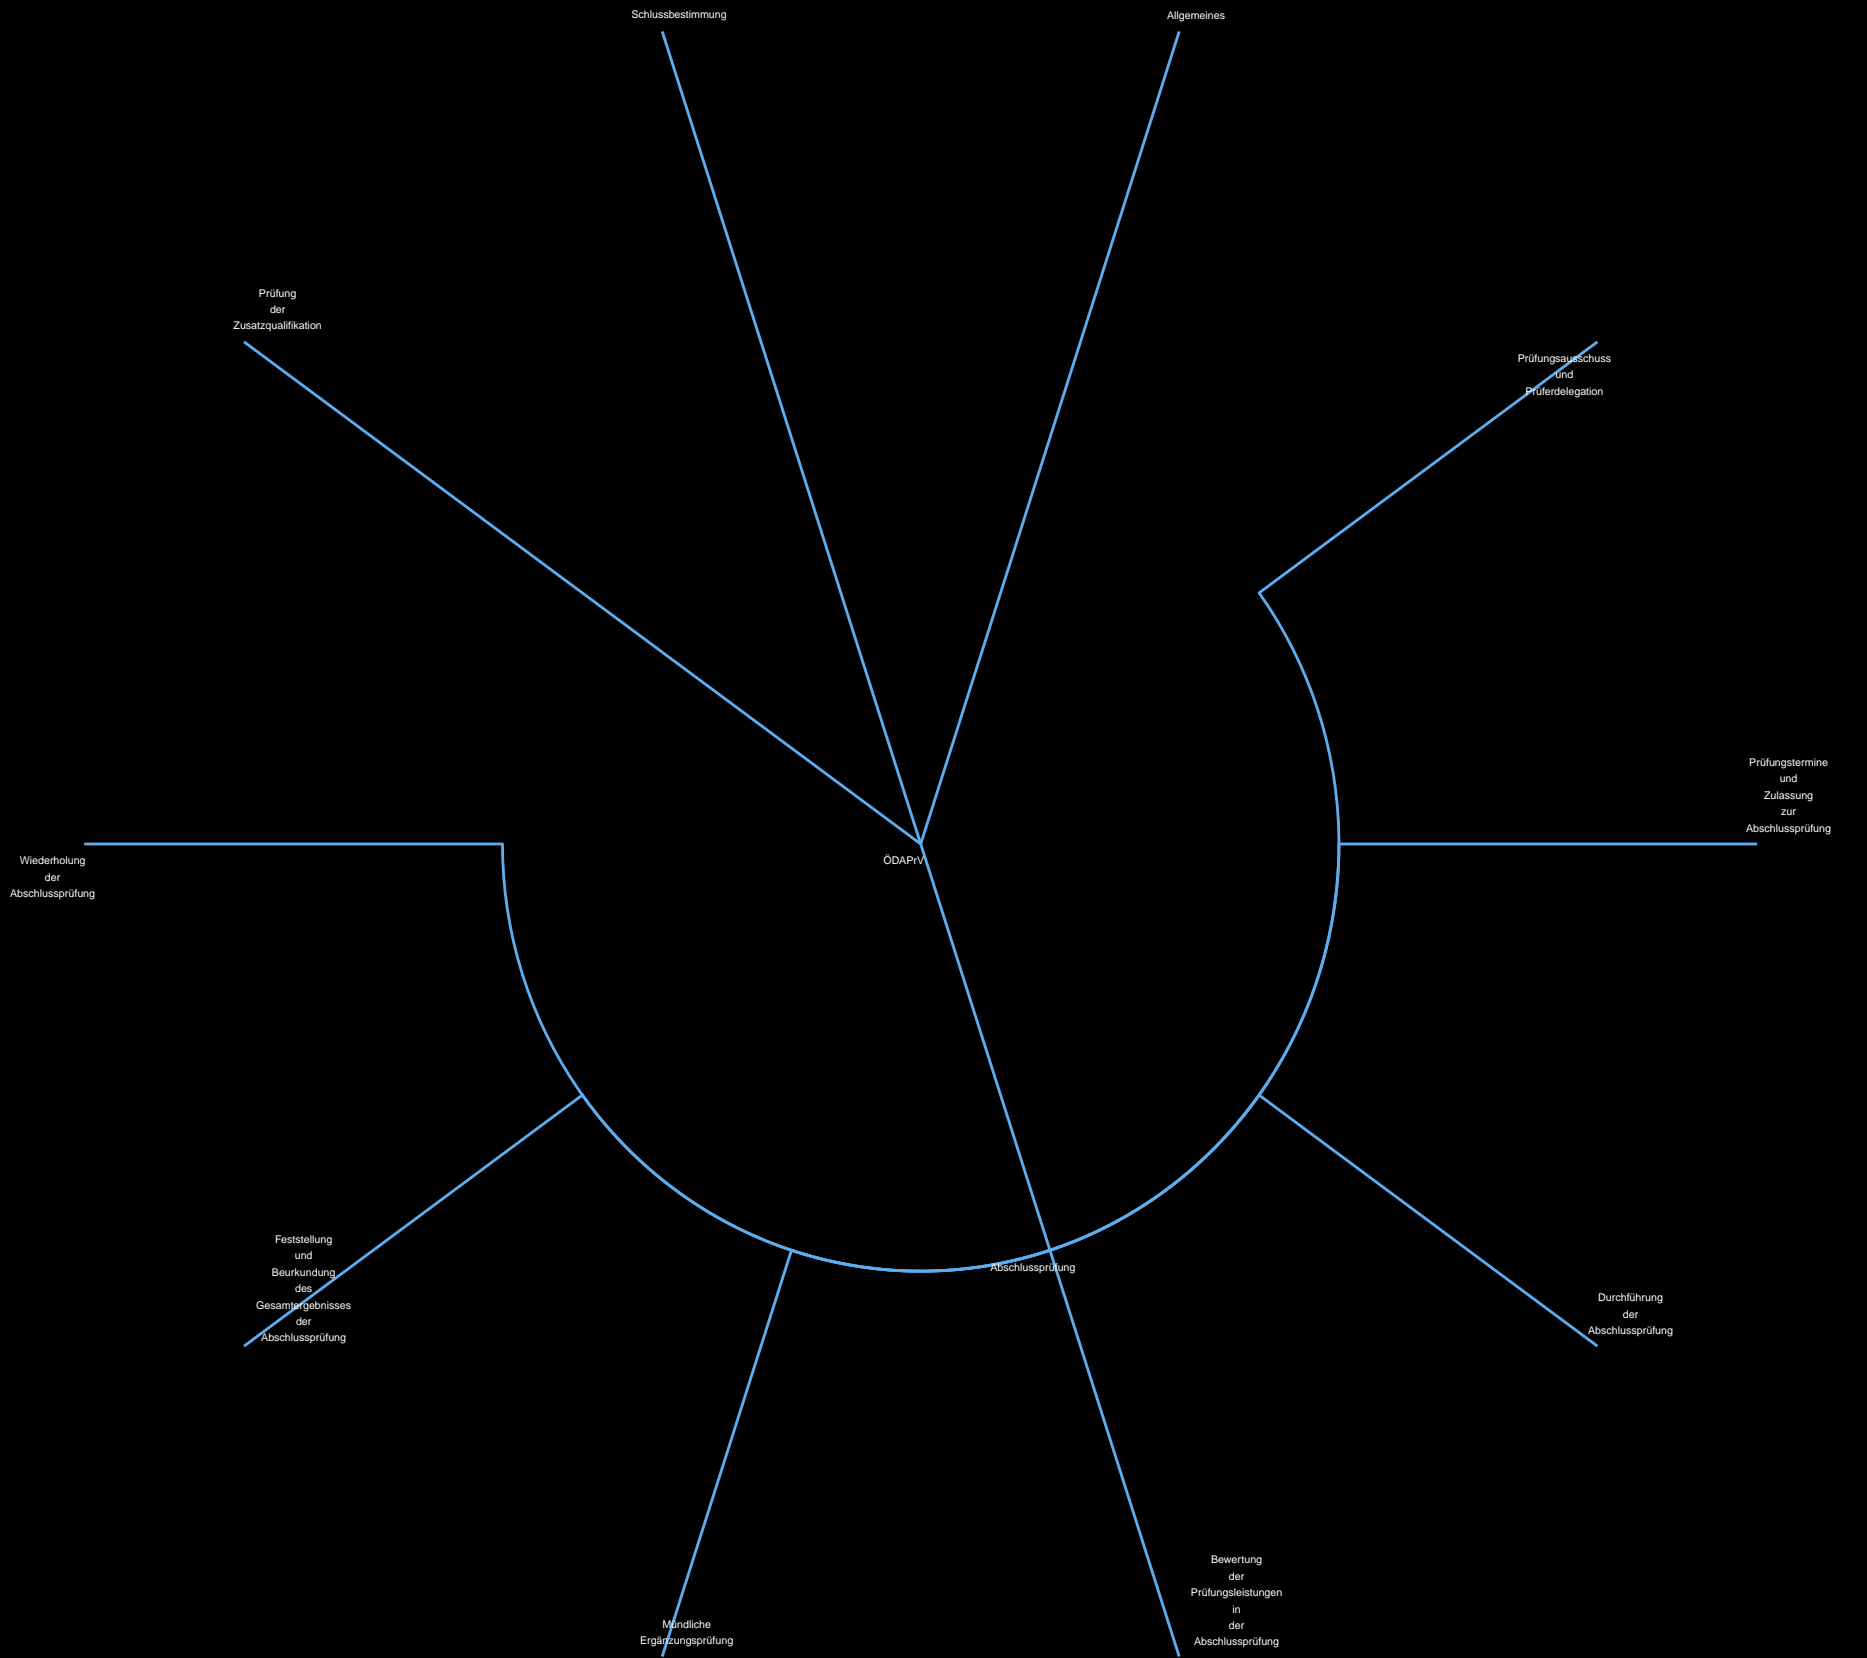 Schlussbestimmung
Allgemeines
Prüfung
der
Zusatzqualifikation
Prüfungsausschuss
und
Prüferdelegation
Prüfungstermine
und
Zulassung
zur
Abschlussprüfung
Wiederholung
der
Abschlussprüfung
ÖDAPrV
Feststellung
und
Beurkundung
des
Gesamtergebnisses
der
Abschlussprüfung
Abschlussprüfung
Durchführung
der
Abschlussprüfung
Mündliche
Ergänzungsprüfung
Bewertung
der
Prüfungsleistungen
in
der
Abschlussprüfung